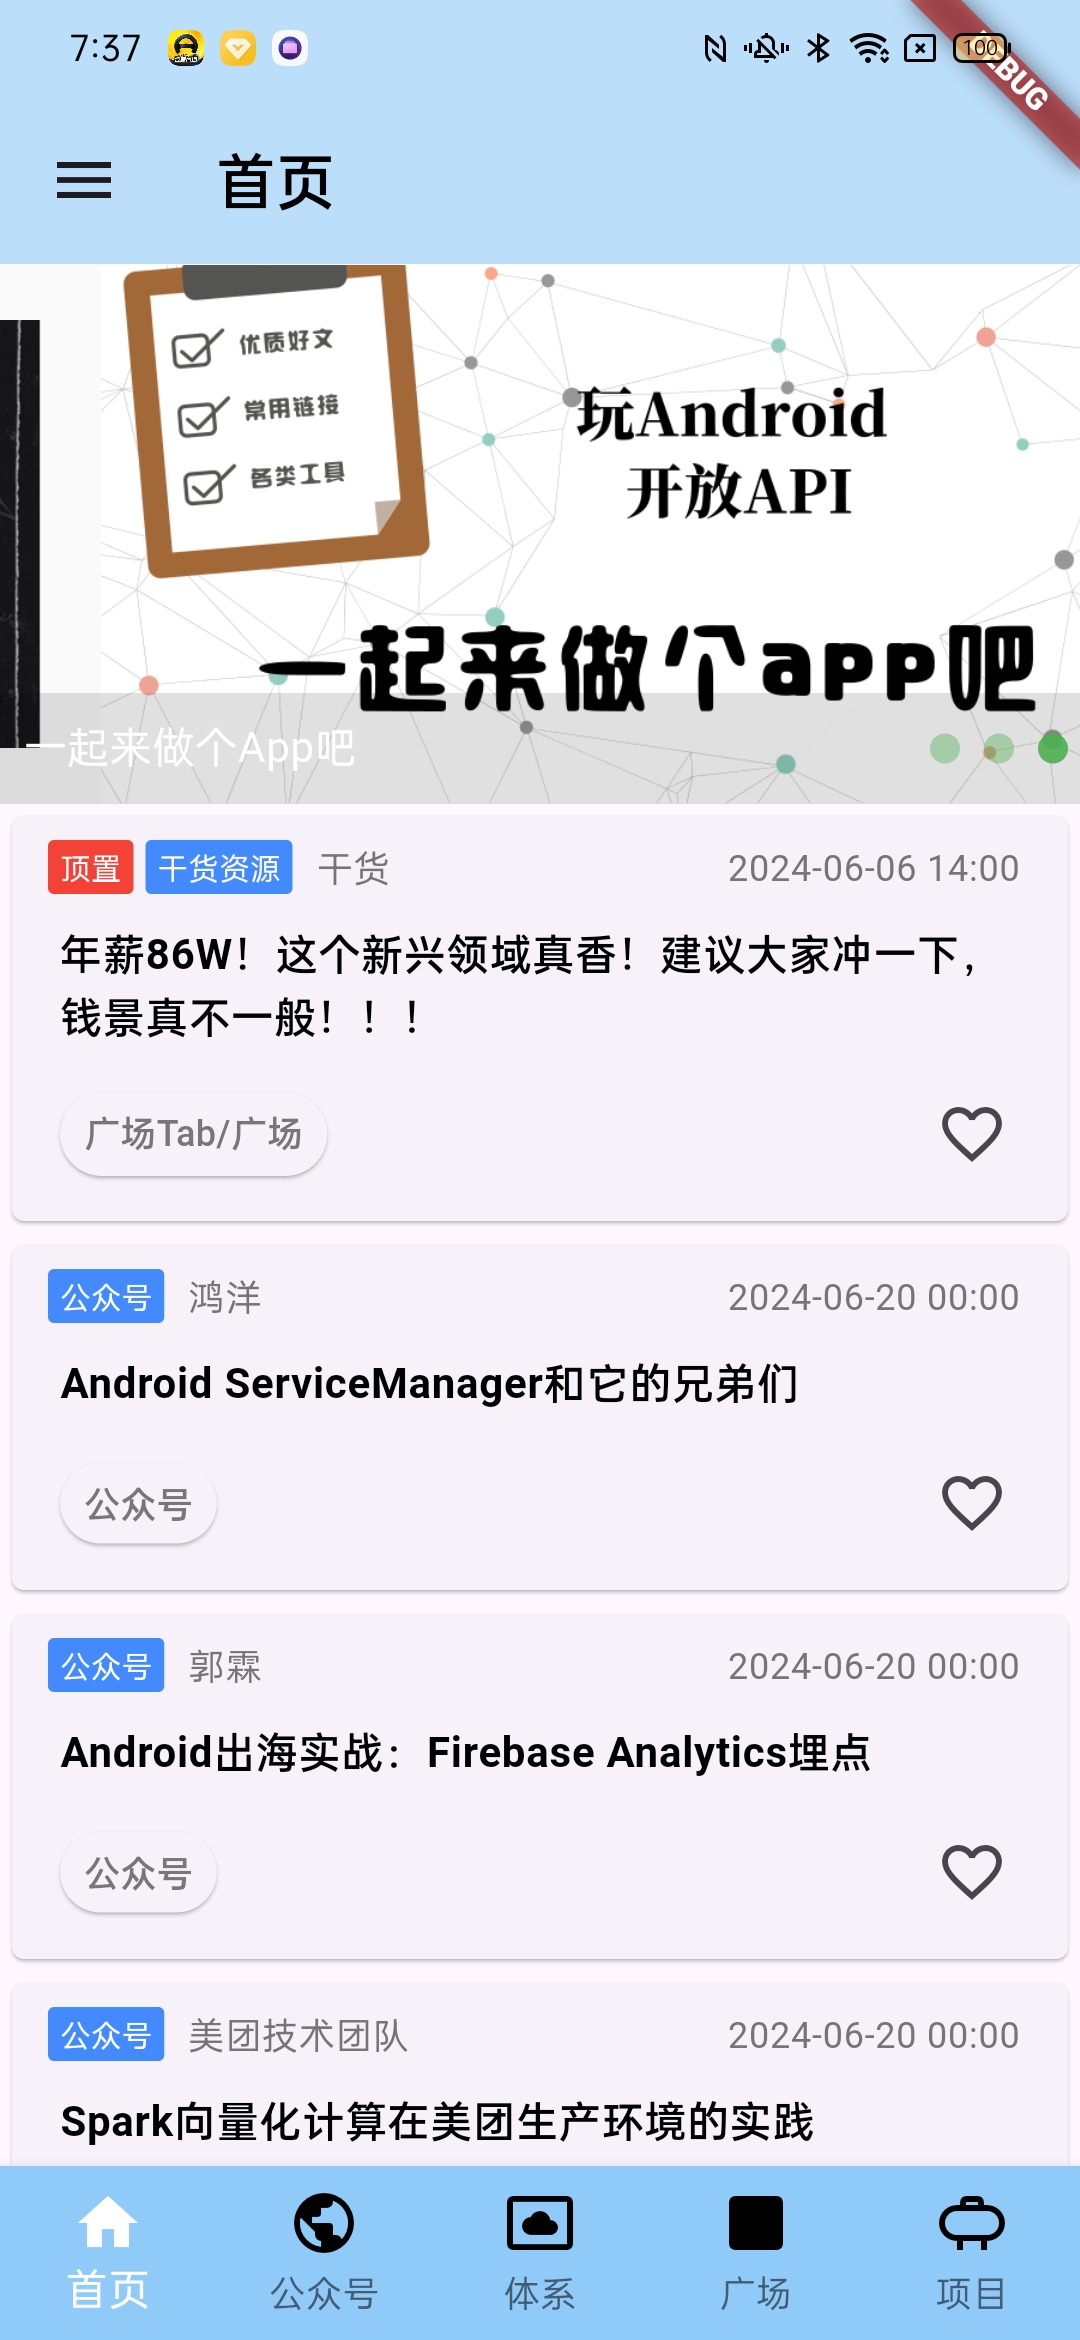 7:37
100
DEBUG
首页
优质好文
常用链接
各类工具
玩Android
开放API
一起来做个app吧
一起来做个App吧
顶置 干货资源 干货 2024-06-06 14:00
年薪86W！这个新兴领域真香！建议大家冲一下，
钱景真不一般！！！
广场Tab/广场
公众号 鸿洋 2024-06-20 00:00
Android ServiceManager和它的兄弟们
公众号
公众号 郭霖 2024-06-20 00:00
Android出海实战：Firebase Analytics埋点
公众号
公众号 美团技术团队 2024-06-20 00:00
Spark向量化计算在美团生产环境的实践
首页 公众号 体系 广场 项目